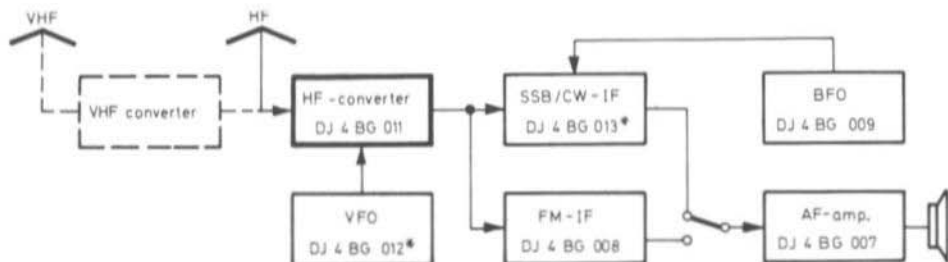 VHF
HF
VHF converter
HF-converter
DJ 4 BG 011
SSB/CW-IF
DJ 4 BG 013*
BFO
DJ 4 BG 009
VFO
DJ 4 BG 012*
FM-IF
DJ 4 BG 008
AF-amp.
DJ 4 BG 007